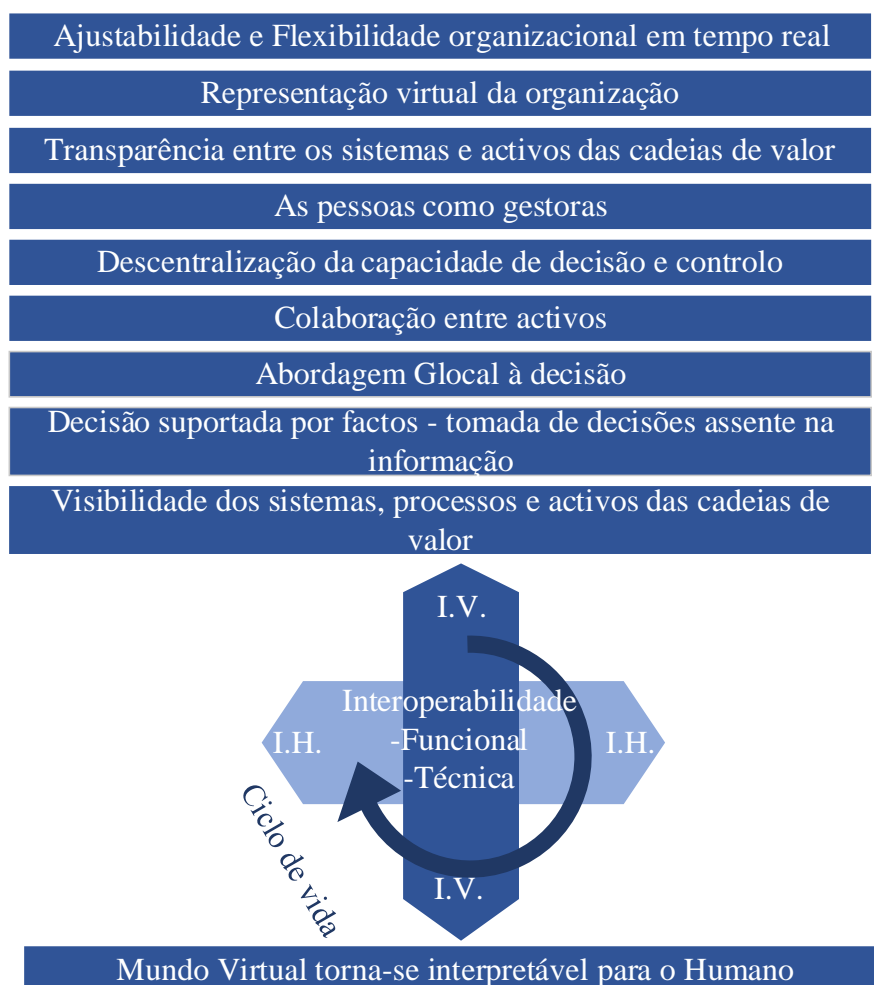 Ajustabilidade e Flexibilidade organizacional em tempo real
Representação virtual da organização
Transparência entre os sistemas e activos das cadeias de valor
As pessoas como gestoras
Descentralização da capacidade de decisão e controlo
Colaboração entre activos
Abordagem Glocal à decisão
Decisão suportada por factos - tomada de decisões assente na
informação
Visibilidade dos sistemas, processos e activos das cadeias de
valor
I.V.
Interoperabilidade
I.H.
-Funcional
I.H.
-Técnica
Ciclo de vida
I.V.
Mundo Virtual torna-se interpretável para o Humano